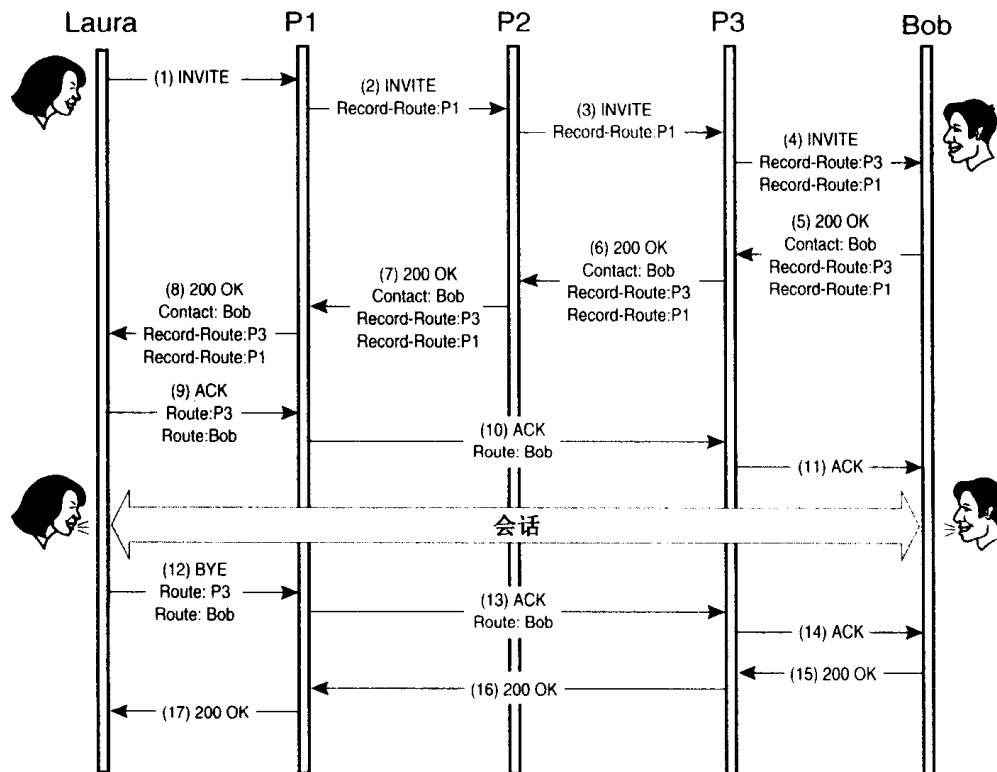 Laura
P1
P2
P3
Bob
(1) INVITE
(2) INVITE
Record-Route:P1
(3) INVITE
Record-Route:P1
(4) INVITE
Record-Route:P3
Record-Route:P1
(5) 200 OK
Contact: Bob
Record-Route:P3
Record-Route:P1
(6) 200 OK
Contact: Bob
Record-Route:P3
Record-Route:P1
(7) 200 OK
Contact: Bob
Record-Route:P3
Record-Route:P1
(8) 200 OK
Contact: Bob
Record-Route:P3
Record-Route:P1
(9) ACK
Route:P3
Route:Bob
(10) ACK
Route: Bob
(11) ACK
会话
(12) BYE
Route: P3
Route: Bob
(13) ACK
Route: Bob
(14) ACK
(15) 200 OK
(16) 200 OK
(17) 200 OK